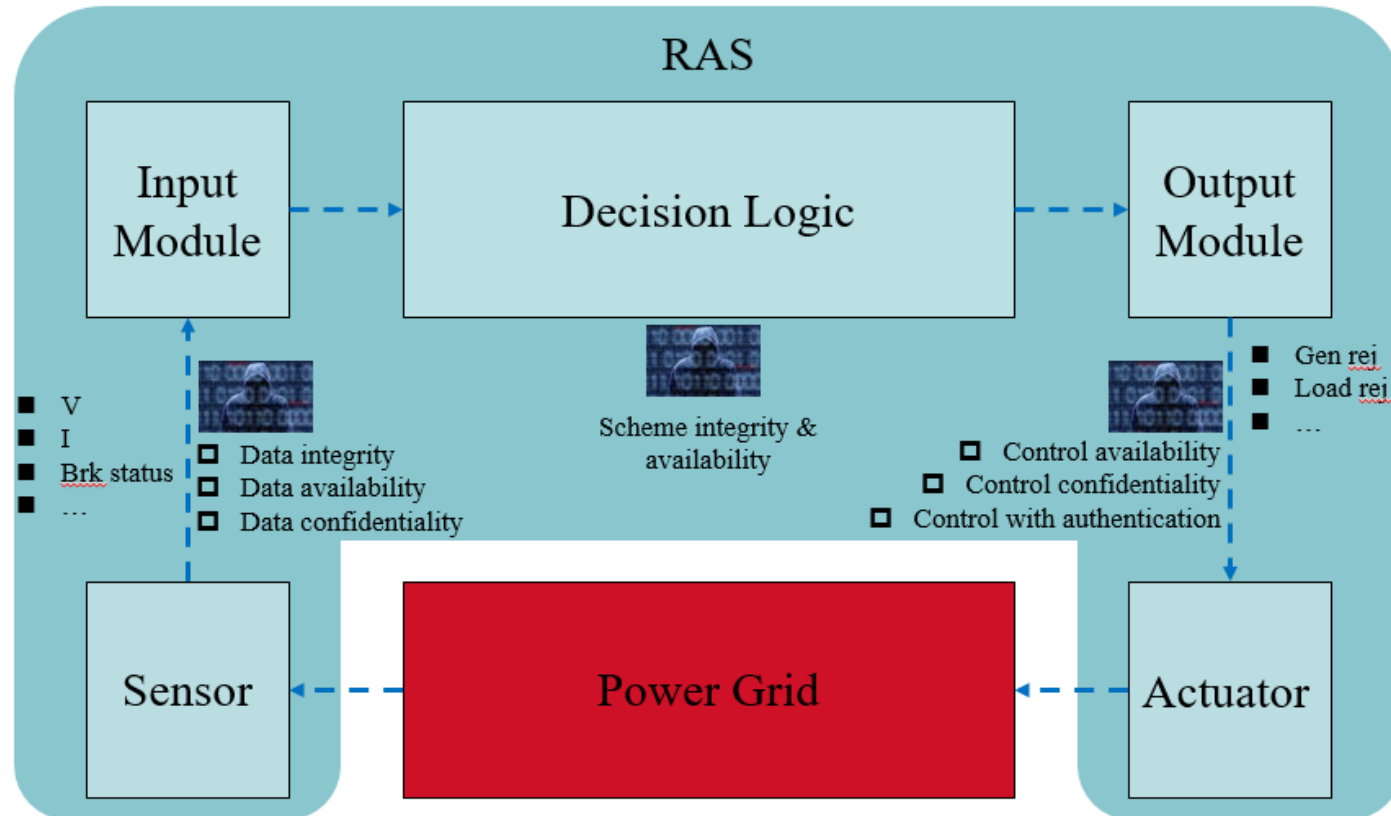 RAS
Input
Module
Decision Logic
Output
Module
V
I
Brk status
…
Data integrity
Data availability
Data confidentiality
Scheme integrity &
availability
Control availability
Control confidentiality
Control with authentication
Gen rej
Load rej
…
Sensor
Power Grid
Actuator